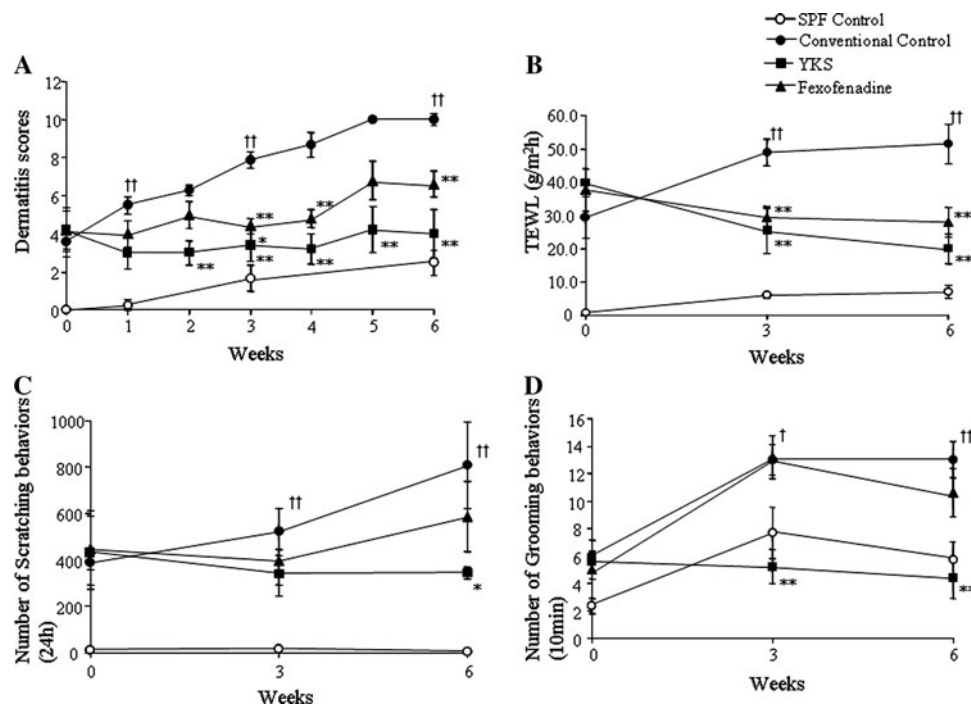 SPF Control
Conventional Control
YKS
Fexofenadine
A
Dermatitis scores
12
10
8
6
4
2
0
††
††
††
**
**
**
*
**
**
**
**
**
0 1 2 3 4 5 6
Weeks
B
TEWL (g/m²h)
60.0
50.0
40.0
30.0
20.0
10.0
0.0
††
††
**
**
**
**
0 3 6
Weeks
C
Number of Scratching behaviors
(24h)
1000
800
600
400
200
0
††
††
*
0 3 6
Weeks
D
Number of Grooming behaviors
(10min)
16
14
12
10
8
6
4
2
0
†
††
**
**
0 3 6
Weeks